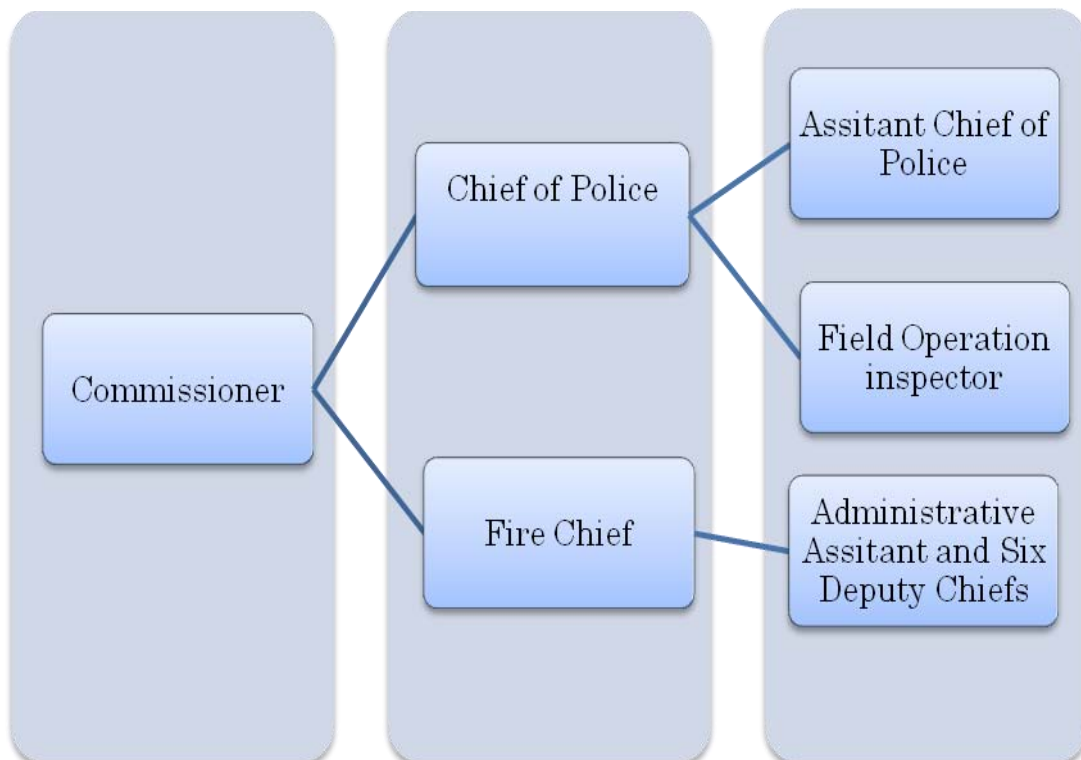 Commissioner
Chief of Police
Fire Chief
Assitant Chief of
Police
Field Operation
inspector
Administrative
Assitant and Six
Deputy Chiefs